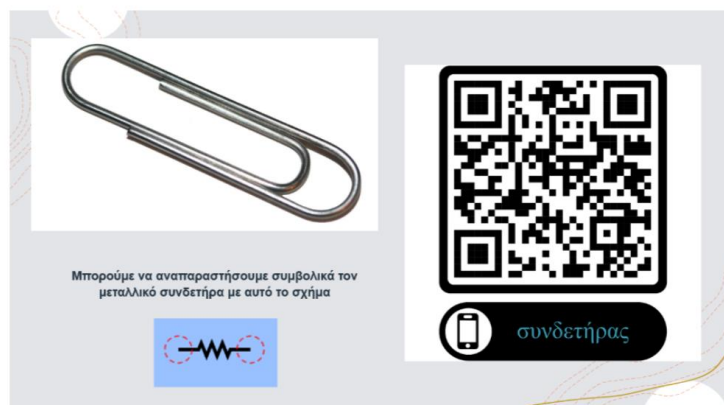 Μπορούμε να αναπαραστήσουμε συμβολικά τον
μεταλλικό συνδετήρα με αυτό το σχήμα
συνδετήρας